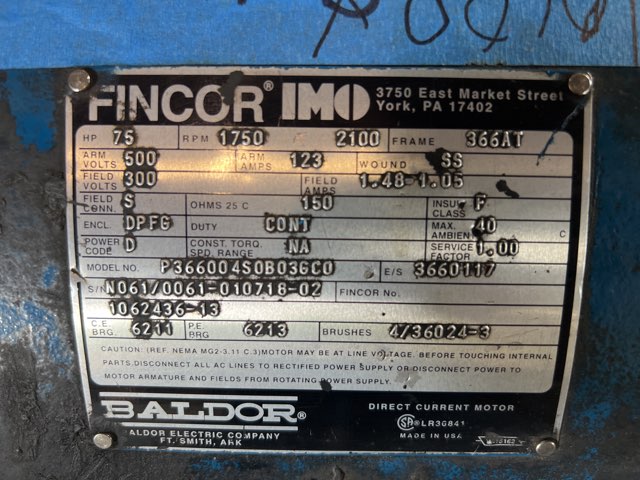 FINCOR® IMO 3750 East Market Street
York, PA 17402
HP 75 RPM 1750 2100 FRAME 366AT
ARM VOLTS 500 ARM AMPS 123 WOUND SS
FIELD VOLTS 300 FIELD AMPS 1.48-1.05
FIELD CONN. S OHMS 25 C 150 INSUL CLASS F
ENCL. DPFG DUTY CONT MAX. AMBIENT 40 C
POWER CODE D CONST. TORQ. SPD. RANGE NA SERVICE FACTOR 1.00
MODEL NO. P366004S0B03GC0 E/S 3660117
S/N N061/0061-010718-02 FINCOR No.
1062436-13
C.E. BRG. 6211 P.E. BRG. 6213 BRUSHES 4/36024-3
CAUTION: (REF. NEMA MG2-3.11 C.3)MOTOR MAY BE AT LINE VOLTAGE. BEFORE TOUCHING INTERNAL
PARTS.DISCONNECT ALL AC LINES TO RECTIFIED POWER SUPPLY OR DISCONNECT POWER TO
MOTOR ARMATURE AND FIELDS FROM ROTATING POWER SUPPLY.
BALDOR DIRECT CURRENT MOTOR
ALDOR ELECTRIC COMPANY LR36841
FT. SMITH, ARK MADE IN USA